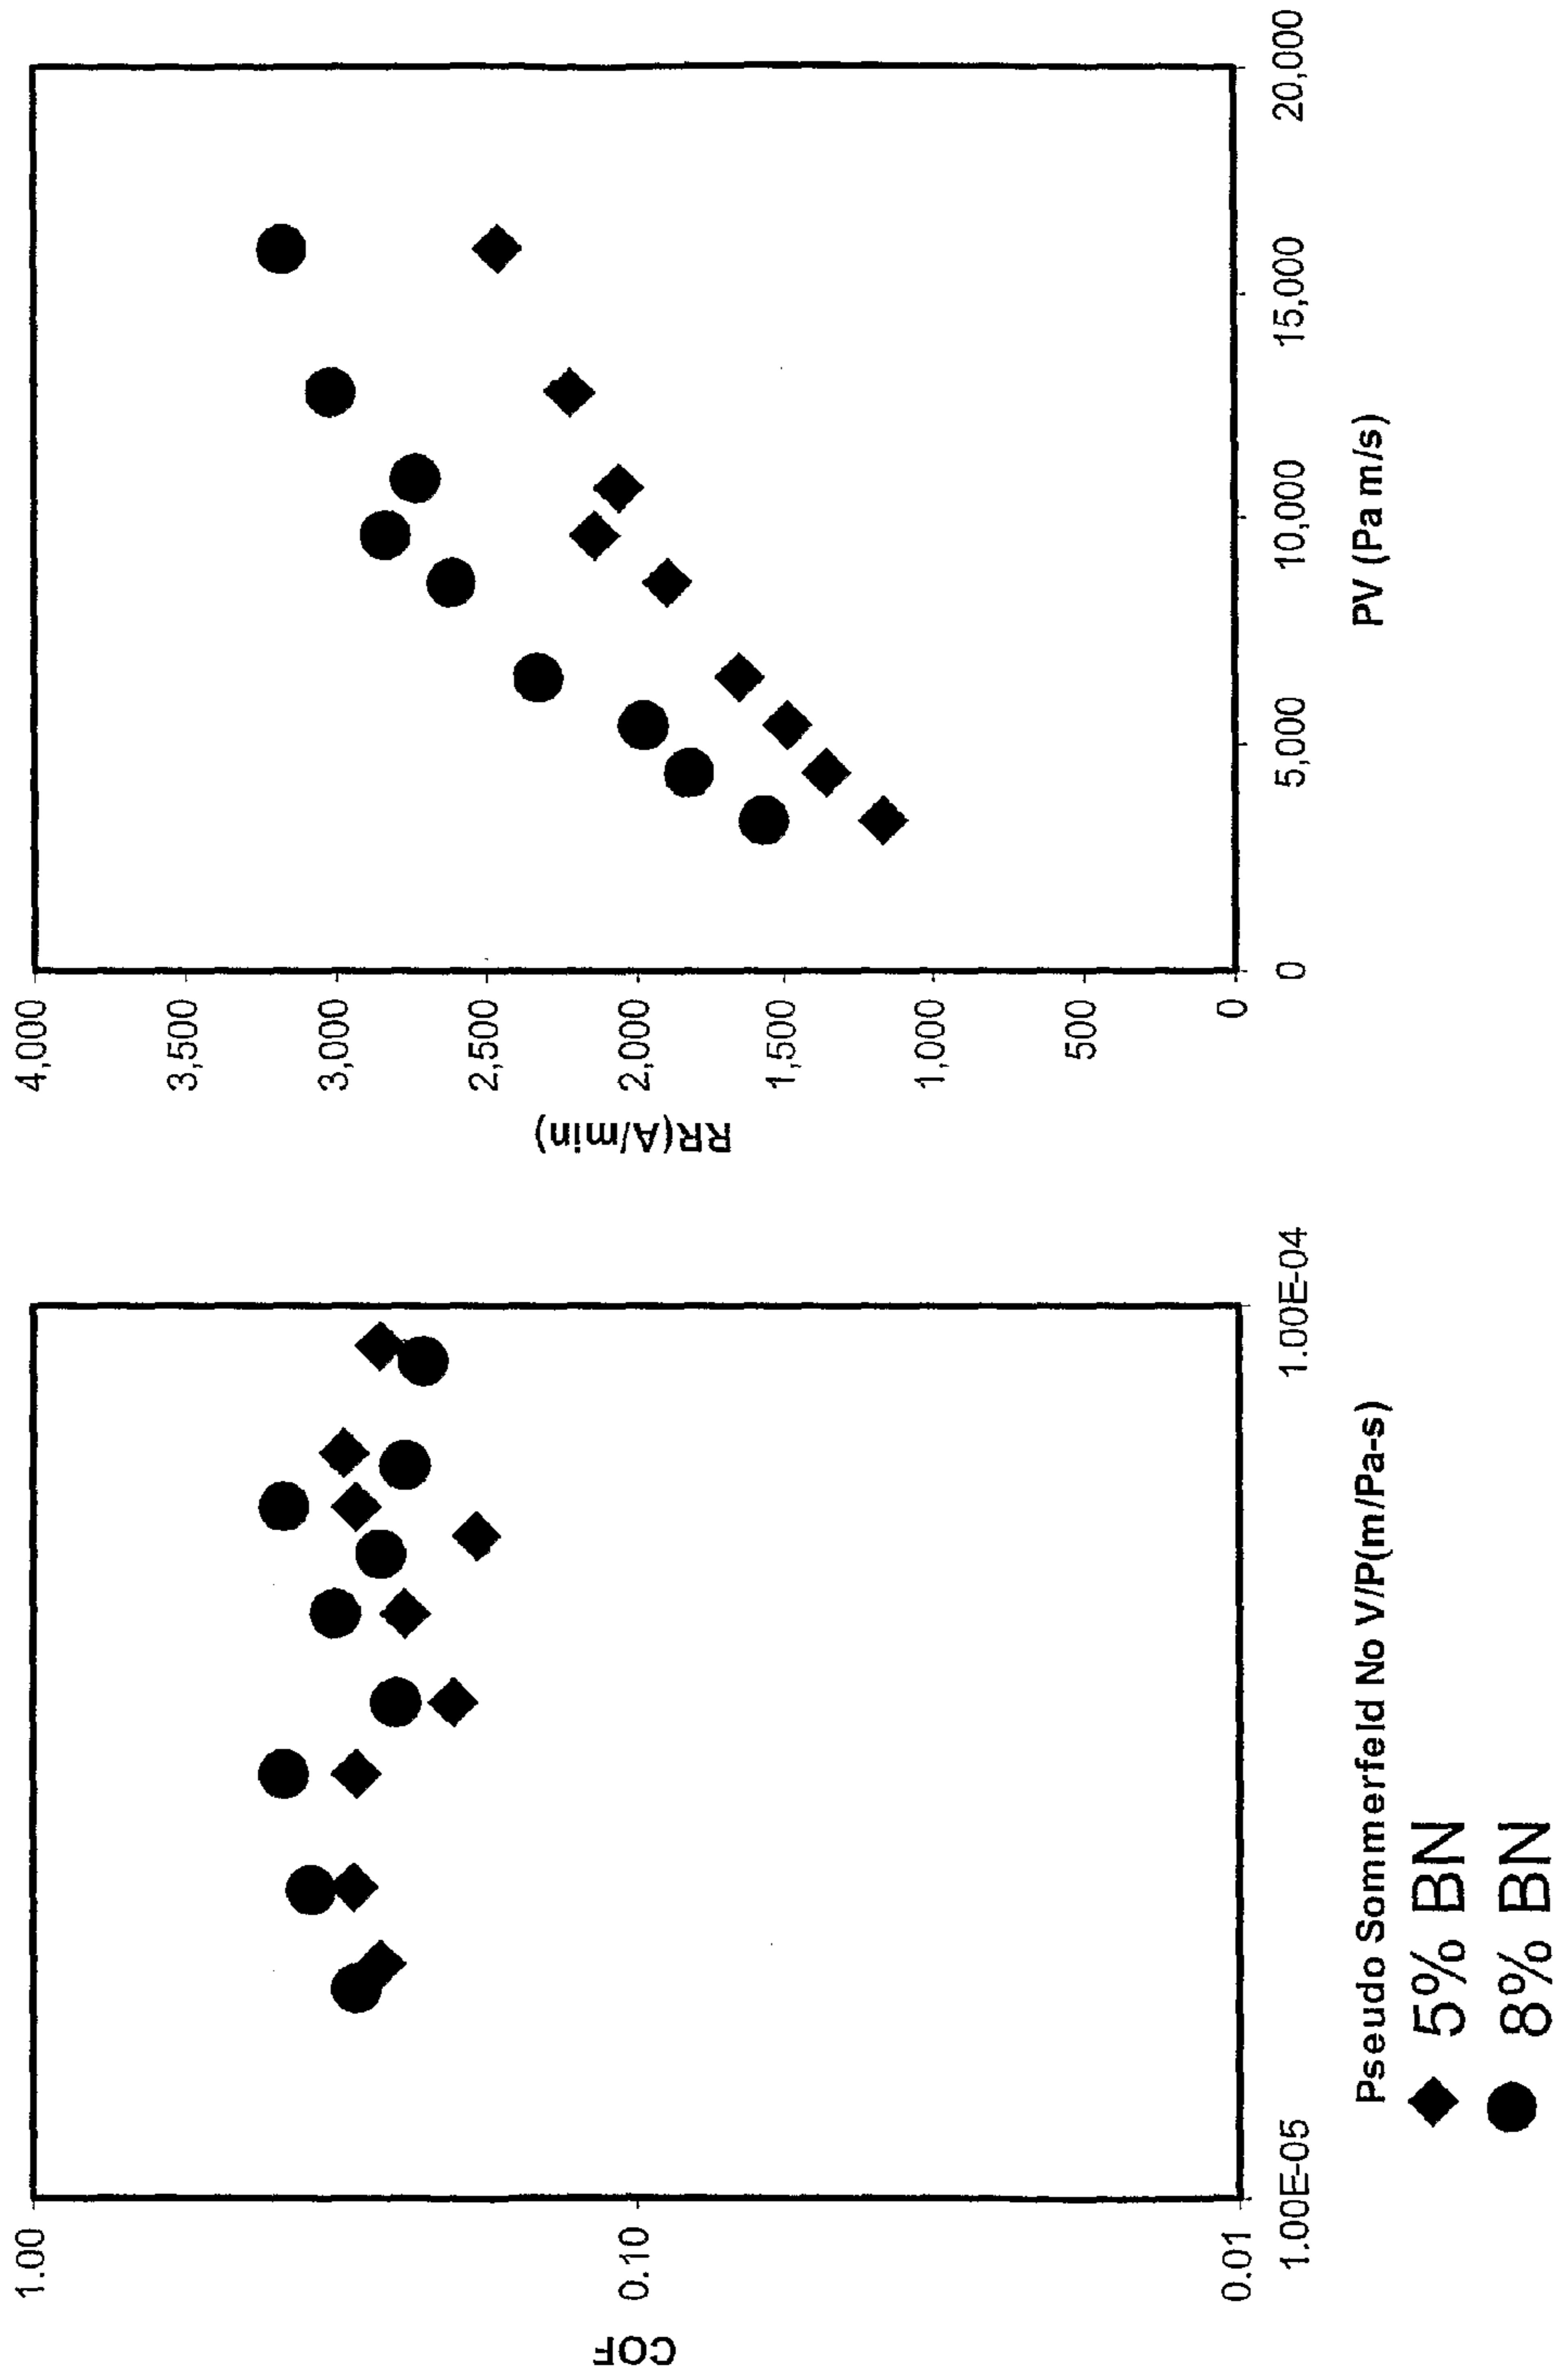 1.00
0.10
0.01
COF
1.00E-05
1.00E-04
Pseudo Sommerfeld No V/P(m/Pa-s)
5% BN
8% BN
4,000
3,500
3,000
2,500
2,000
1,500
1,000
500
0
RR(A/min)
0
5,000
10,000
15,000
20,000
PV (Pa m/s)